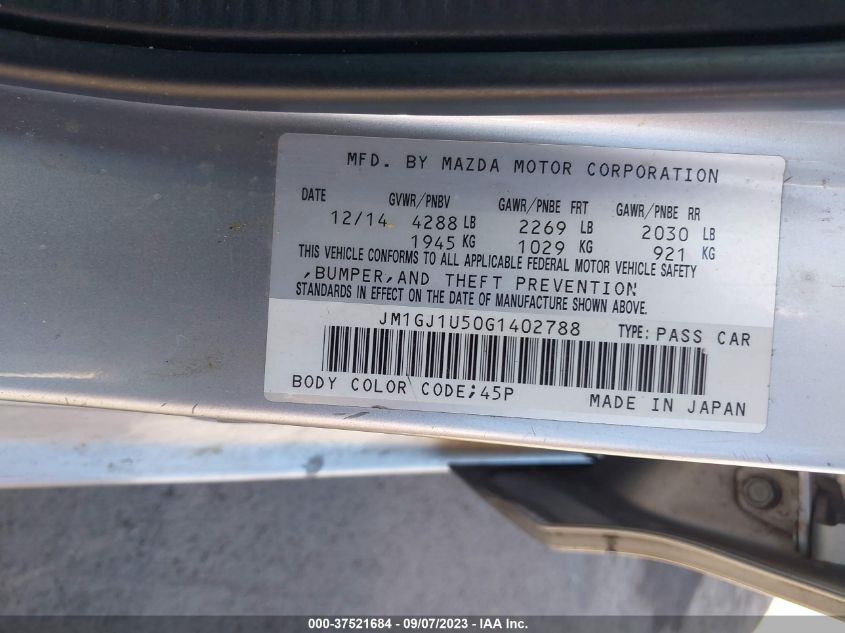 MFD. BY MAZDA MOTOR CORPORATION
DATE GVWR/PNBV GAWR/PNBE FRT GAWR/PNBE RR
12/14 4288 LB 2269 LB 2030 LB
1945 KG 1029 KG 921 KG
THIS VEHICLE CONFORMS TO ALL APPLICABLE FEDERAL MOTOR VEHICLE SAFETY
,BUMPER,AND THEFT PREVENTION
STANDARDS IN EFFECT ON THE DATE OF MANUFACTURE SHOWN ABOVE.
JM1GJ1U50G1402788 TYPE: PASS CAR
BODY COLOR CODE;45P
MADE IN JAPAN
000-37521684 - 09/07/2023 - IAA Inc.